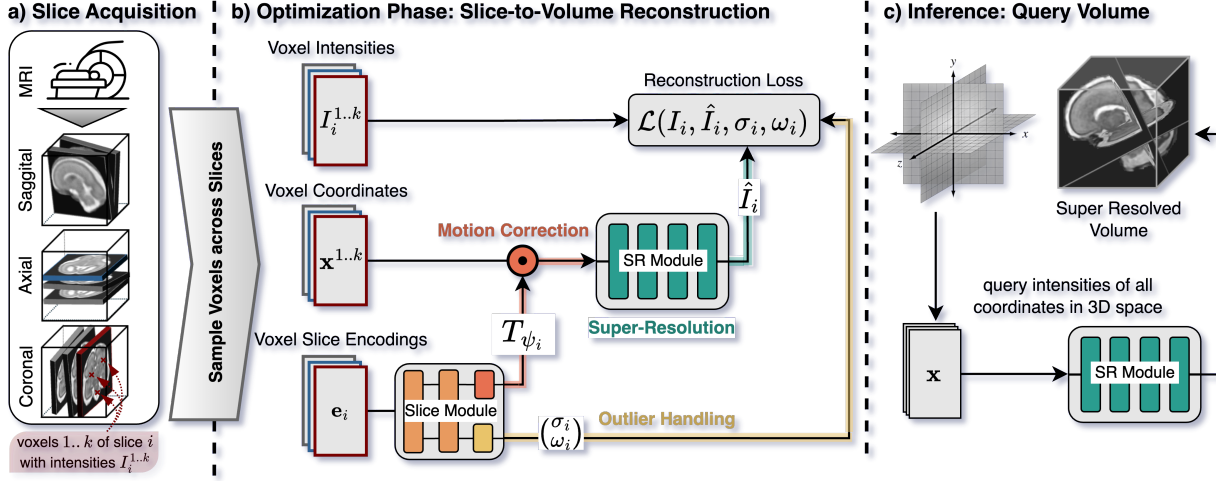 a) Slice Acquisition
MRI
Saggital
Axial
Coronal
voxels 1..k of slice i
with intensities I_i^{1..k}
Sample Voxels across Slices
b) Optimization Phase: Slice-to-Volume Reconstruction
Voxel Intensities
I_i^{1..k}
Reconstruction Loss
ℒ(I_i, Î_i, σ_i, ω_i)
Voxel Coordinates
x^{1..k}
Motion Correction
SR Module
Î_i
Super-Resolution
T_{ψ_i}
Voxel Slice Encodings
e_i
Slice Module
(σ_i
ω_i)
Outlier Handling
c) Inference: Query Volume
y
x
z
Super Resolved
Volume
query intensities of all
coordinates in 3D space
x
SR Module